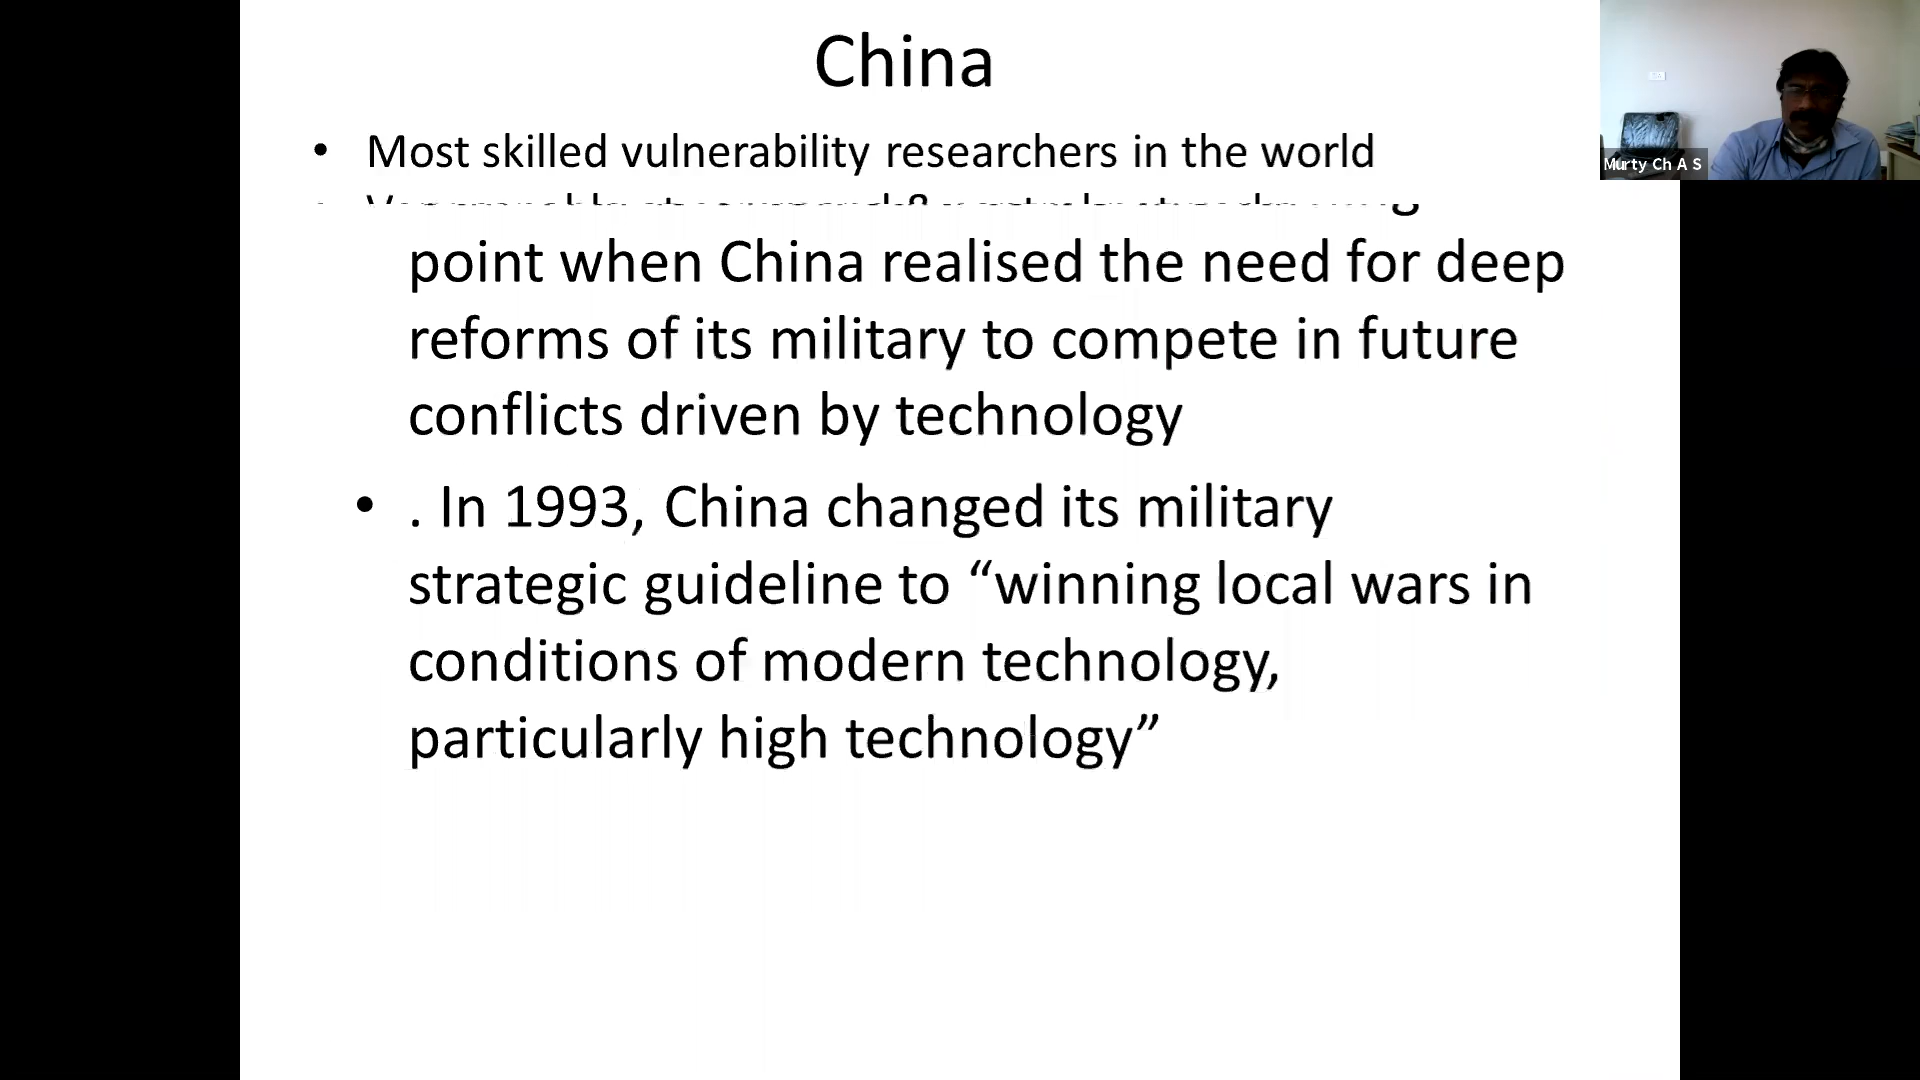 China
• Most skilled vulnerability researchers in the world
point when China realised the need for deep
reforms of its military to compete in future
conflicts driven by technology
• . In 1993, China changed its military
strategic guideline to “winning local wars in
conditions of modern technology,
particularly high technology”
Murty Ch A S